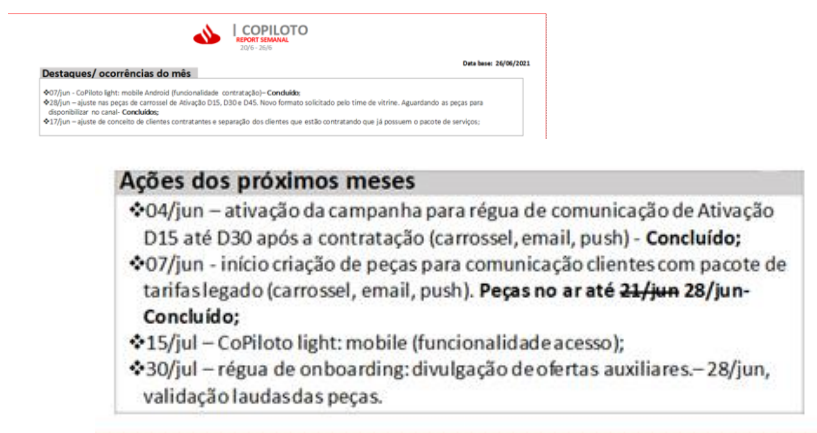 | COPILOTO
REPORT SEMANAL
20/6 - 26/6
Data base: 26/06/2021
Destaques/ ocorrências do mês
❖07/jun - CoPiloto light: mobile Android (funcionalidade contratação)– Concluído;
❖28/jun – ajuste nas peças de carrossel de Ativação D15, D30 e D45. Novo formato solicitado pelo time de vitrine. Aguardando as peças para
disponibilizar no canal- Concluídos;
❖17/jun – ajuste de conceito de clientes contratantes e separação dos clientes que estão contratando que já possuem o pacote de serviços;
Ações dos próximos meses
❖04/jun – ativação da campanha para régua de comunicação de Ativação
D15 até D30 após a contratação (carrossel, email, push) - Concluído;
❖07/jun - início criação de peças para comunicação clientes com pacote de
tarifas legado (carrossel, email, push). Peças no ar até 21/jun 28/jun-
Concluído;
❖15/jul – CoPiloto light: mobile (funcionalidade acesso);
❖30/jul – régua de onboarding: divulgação de ofertas auxiliares.– 28/jun,
validação laudas das peças.